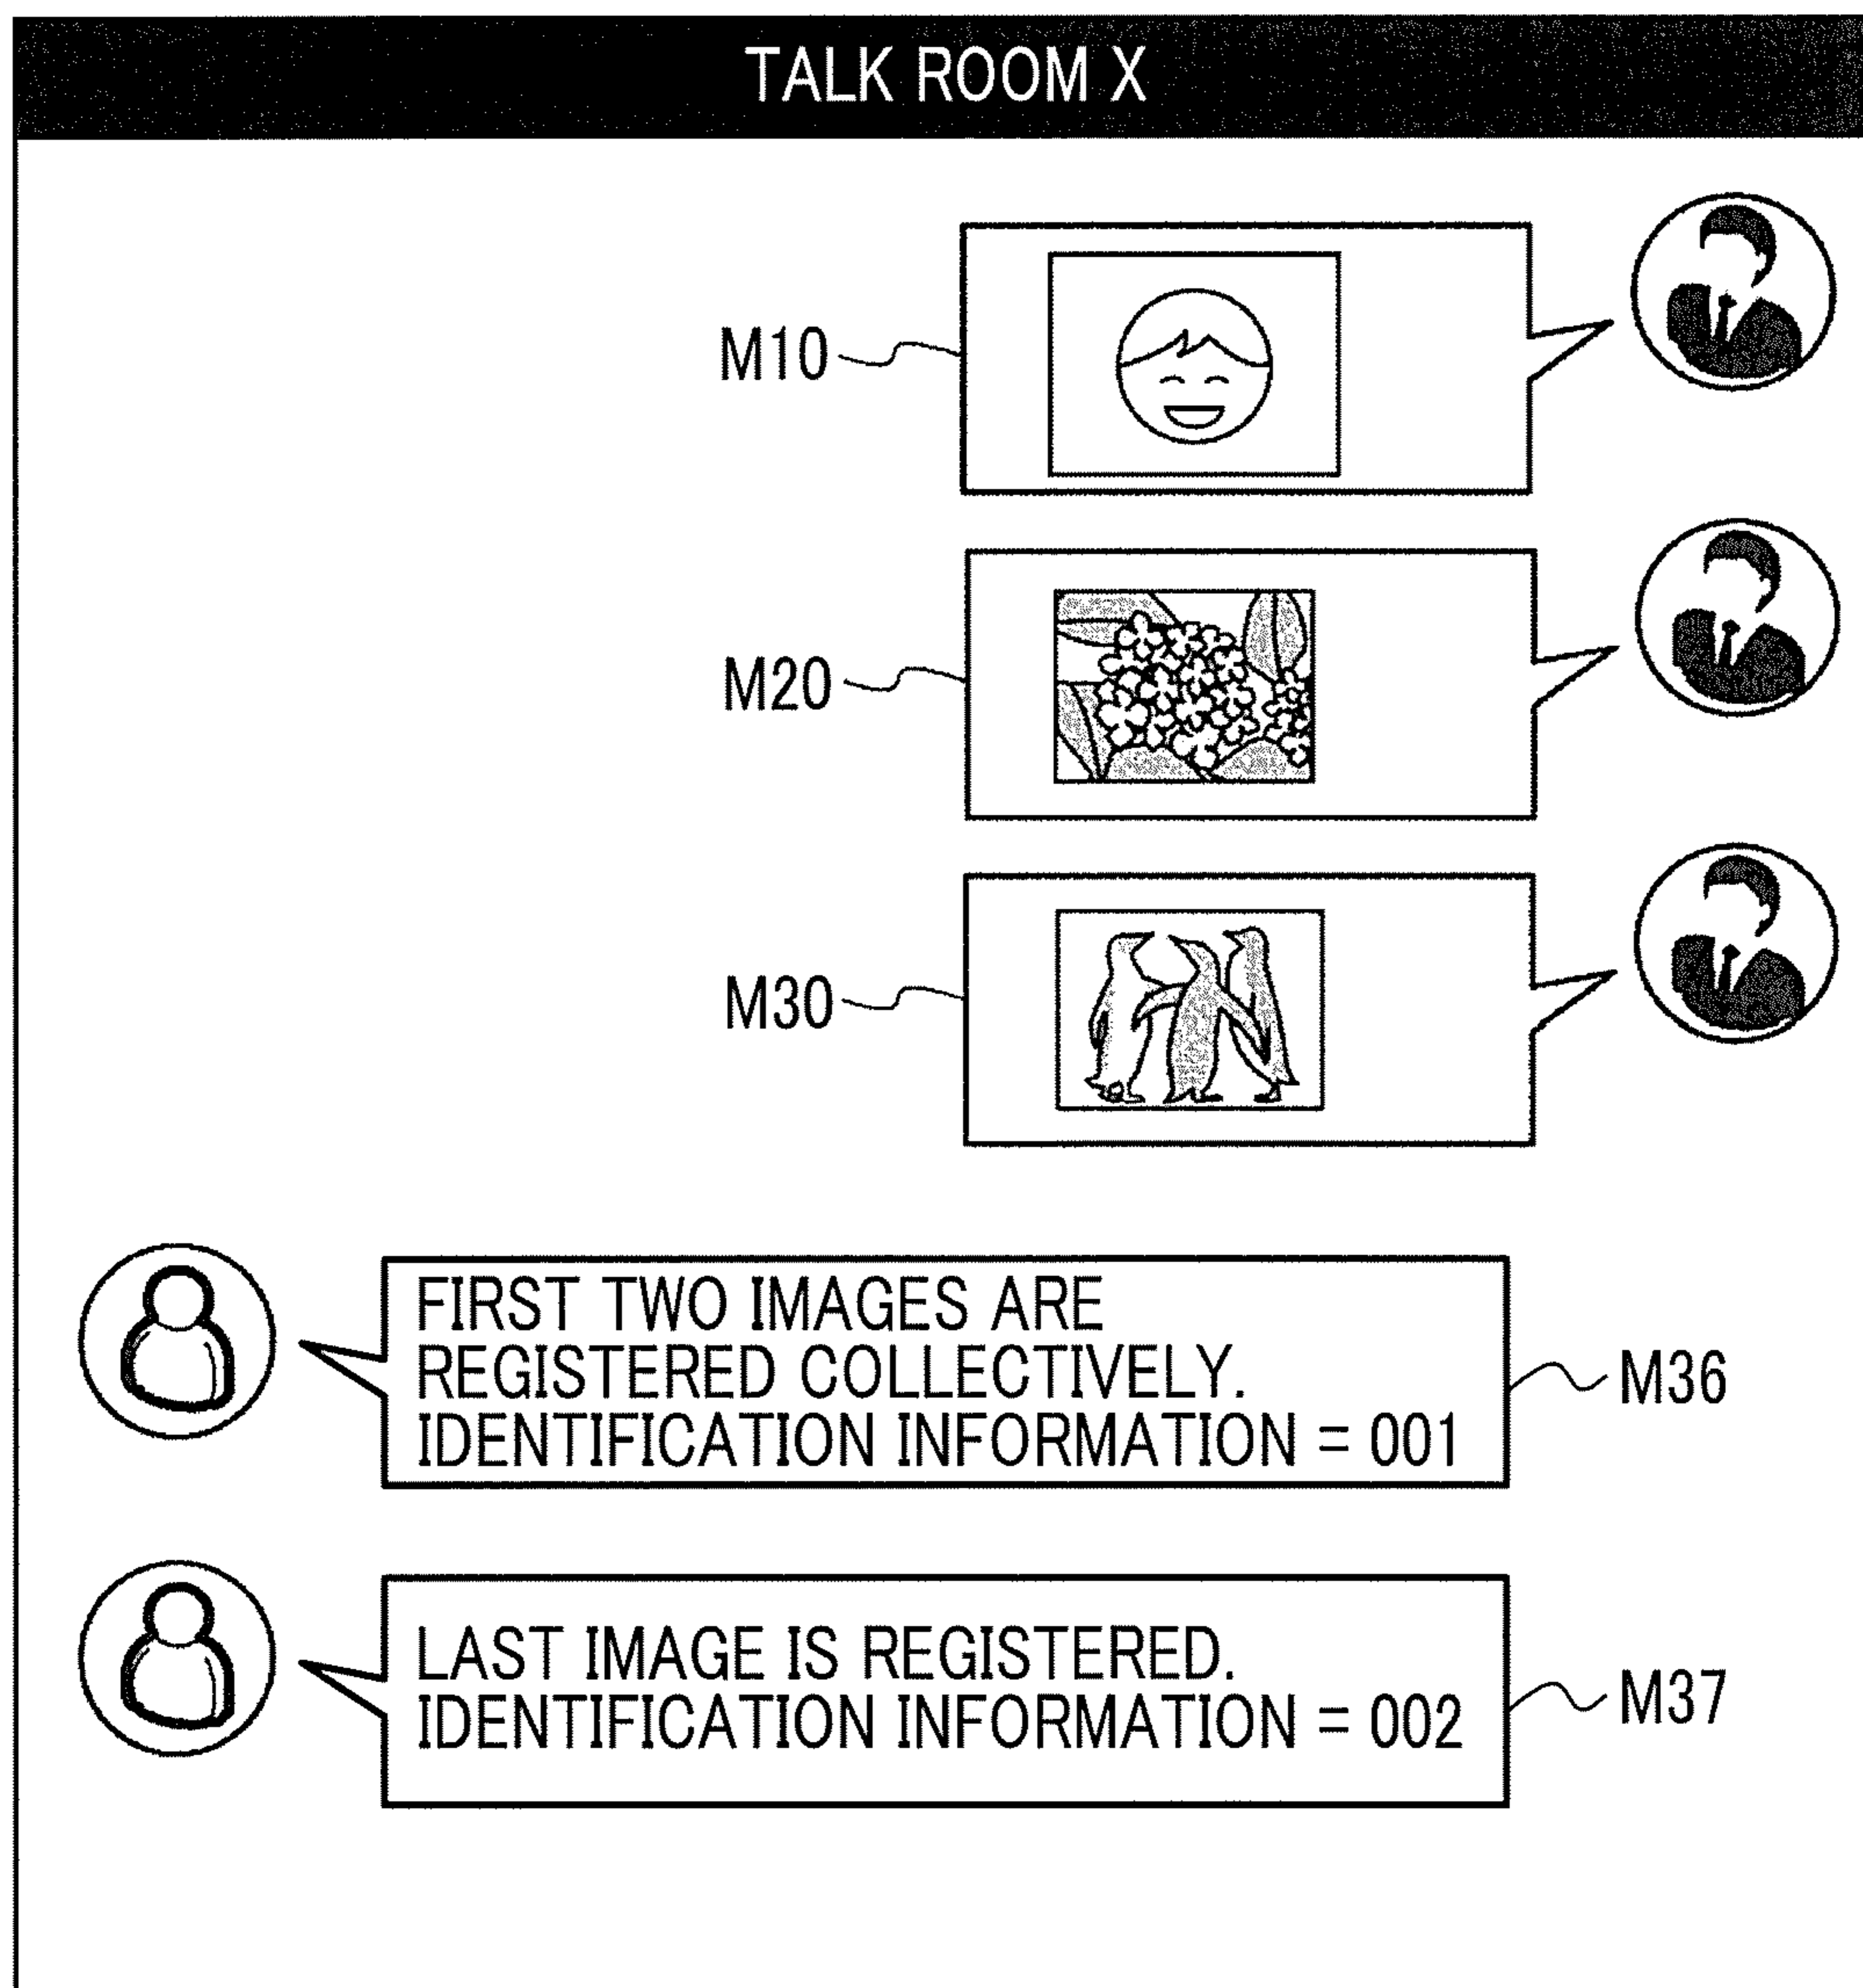 TALK ROOM X
M10
M20
M30
FIRST TWO IMAGES ARE
REGISTERED COLLECTIVELY.
IDENTIFICATION INFORMATION = 001
M36
LAST IMAGE IS REGISTERED.
IDENTIFICATION INFORMATION = 002
M37